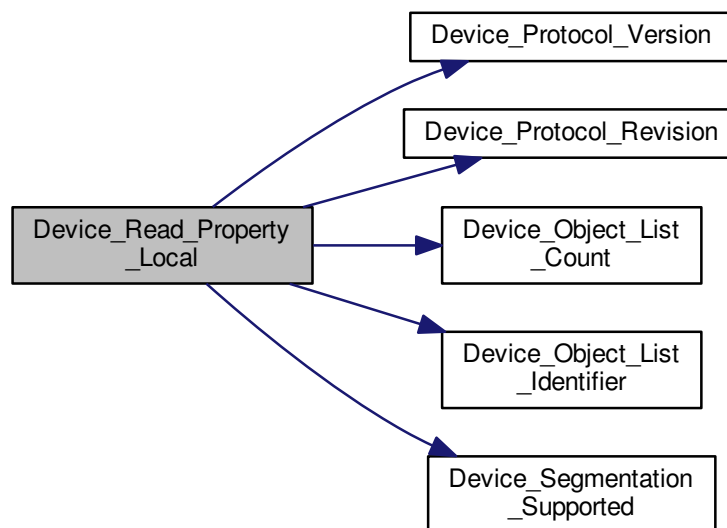 Device_Protocol_Version
Device_Protocol_Revision
Device_Read_Property
_Local
Device_Object_List
_Count
Device_Object_List
_Identifier
Device_Segmentation
_Supported